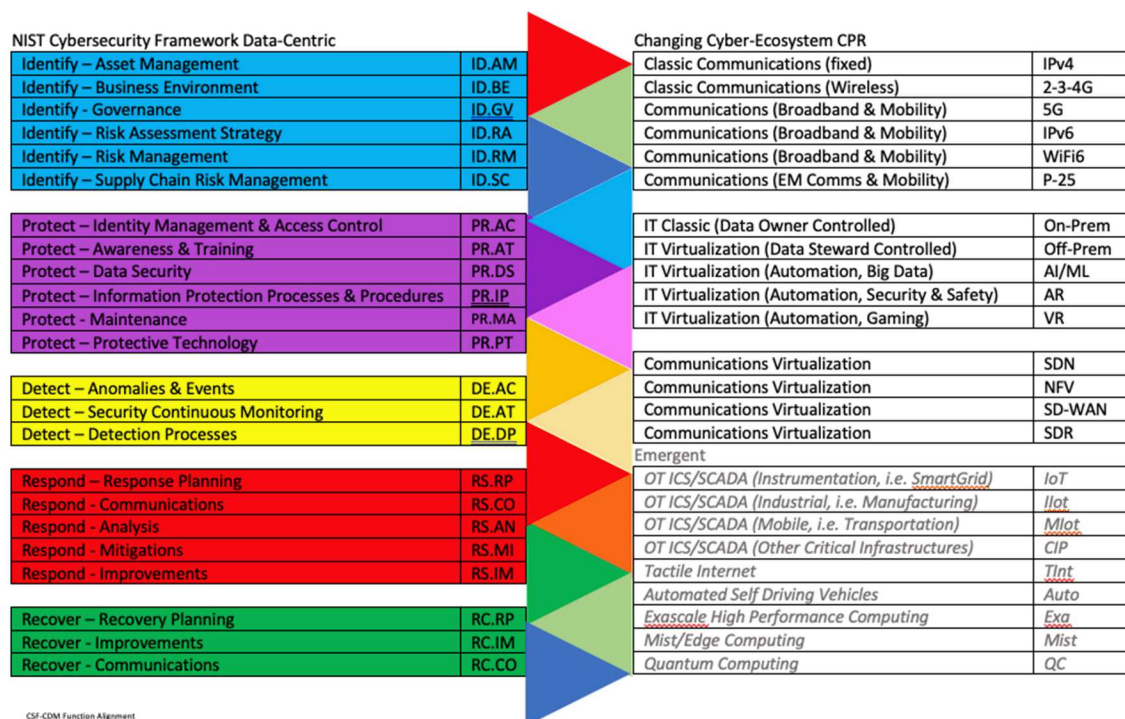 NIST Cybersecurity Framework Data-Centric
Identify – Asset Management ID.AM
Identify – Business Environment ID.BE
Identify - Governance ID.GV
Identify – Risk Assessment Strategy ID.RA
Identify – Risk Management ID.RM
Identify – Supply Chain Risk Management ID.SC
Protect – Identity Management & Access Control PR.AC
Protect – Awareness & Training PR.AT
Protect – Data Security PR.DS
Protect – Information Protection Processes & Procedures PR.IP
Protect - Maintenance PR.MA
Protect – Protective Technology PR.PT
Detect – Anomalies & Events DE.AC
Detect – Security Continuous Monitoring DE.AT
Detect – Detection Processes DE.DP
Respond – Response Planning RS.RP
Respond - Communications RS.CO
Respond - Analysis RS.AN
Respond - Mitigations RS.MI
Respond - Improvements RS.IM
Recover – Recovery Planning RC.RP
Recover - Improvements RC.IM
Recover - Communications RC.CO
CSF-CDM Function Alignment
Changing Cyber-Ecosystem CPR
Classic Communications (fixed) IPv4
Classic Communications (Wireless) 2-3-4G
Communications (Broadband & Mobility) 5G
Communications (Broadband & Mobility) IPv6
Communications (Broadband & Mobility) WiFi6
Communications (EM Comms & Mobility) P-25
IT Classic (Data Owner Controlled) On-Prem
IT Virtualization (Data Steward Controlled) Off-Prem
IT Virtualization (Automation, Big Data) AI/ML
IT Virtualization (Automation, Security & Safety) AR
IT Virtualization (Automation, Gaming) VR
Communications Virtualization SDN
Communications Virtualization NFV
Communications Virtualization SD-WAN
Communications Virtualization SDR
Emergent
OT ICS/SCADA (Instrumentation, i.e. SmartGrid) IoT
OT ICS/SCADA (Industrial, i.e. Manufacturing) IIot
OT ICS/SCADA (Mobile, i.e. Transportation) MIot
OT ICS/SCADA (Other Critical Infrastructures) CIP
Tactile Internet TInt
Automated Self Driving Vehicles Auto
Exascale High Performance Computing Exa
Mist/Edge Computing Mist
Quantum Computing QC